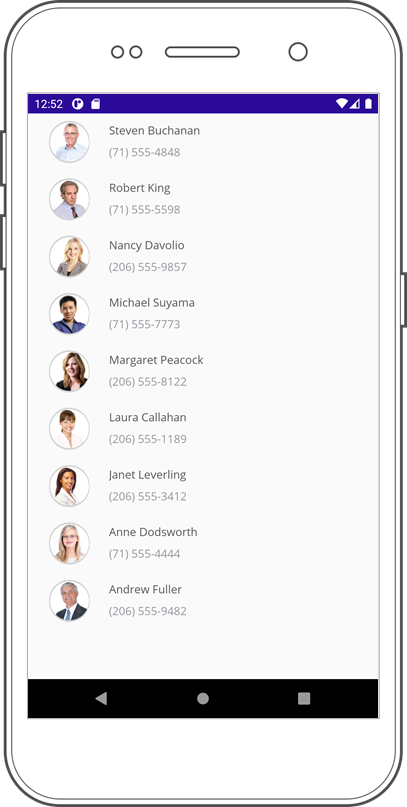 12:52
Steven Buchanan
(71) 555-4848
Robert King
(71) 555-5598
Nancy Davolio
(206) 555-9857
Michael Suyama
(71) 555-7773
Margaret Peacock
(206) 555-8122
Laura Callahan
(206) 555-1189
Janet Leverling
(206) 555-3412
Anne Dodsworth
(71) 555-4444
Andrew Fuller
(206) 555-9482